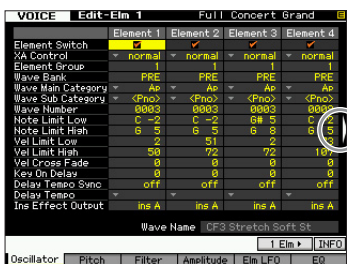 VOICE Edit-Elm 1 Full Concert Grand
Element 1 Element 2 Element 3 Element 4
Element Switch
XA Control normal normal normal normal
Element Group 1 1 1 1
Wave Bank PRE PRE PRE PRE
Wave Main Category AP AP AP AP
Wave Sub Category <Pno> <Pno> <Pno> <Pno>
Wave Number 0003 0003 0003 0003
Note Limit Low C -2 C -2 G# 5 C
Note Limit High G 5 G 5 G 8 G 5
Vel Limit Low 2 51 2
Vel Limit High 50 72 72 107
Vel Cross Fade 0 0 0 0
Key On Delay 0 0 0 0
Delay Tempo Sync off off off off
Delay Tempo
Ins Effect Output ins A ins A ins A ins A
Wave Name CF3 Stretch Soft St
1 Elm INFO
Oscillator Pitch Filter Amplitude Elm LFO EQ